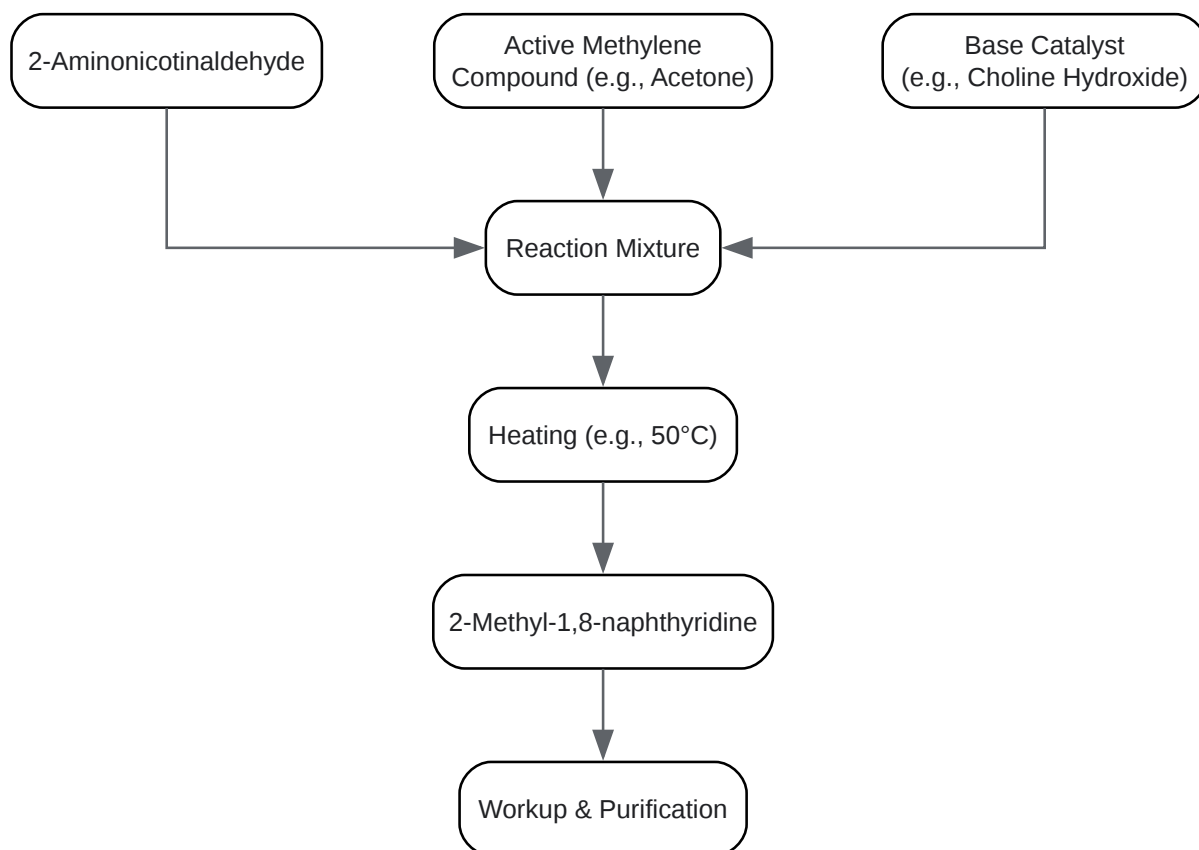 2-Aminonicotinaldehyde
Active Methylene
Compound (e.g., Acetone)
Base Catalyst
(e.g., Choline Hydroxide)
Reaction Mixture
Heating (e.g., 50°C)
2-Methyl-1,8-naphthyridine
Workup & Purification